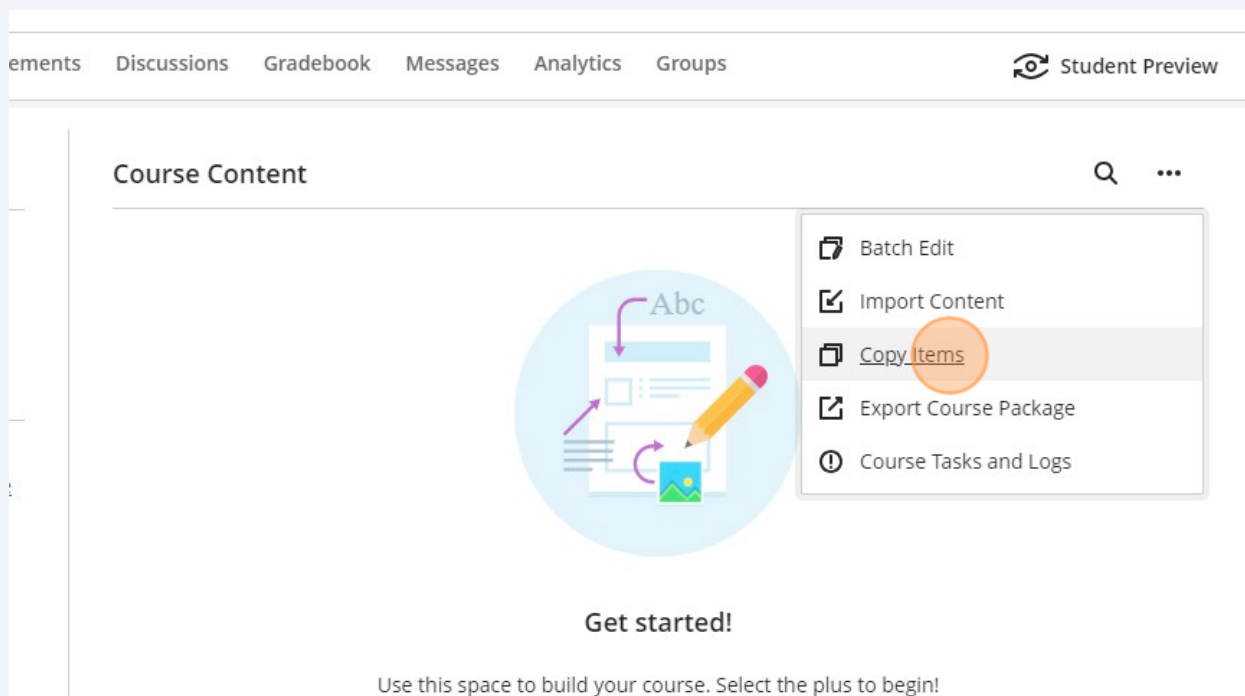 ements Discussions Gradebook Messages Analytics Groups Student Preview
Course Content
Batch Edit
Import Content
Abc
Copy Items
Export Course Package
Course Tasks and Logs
Get started!
Use this space to build your course. Select the plus to begin!